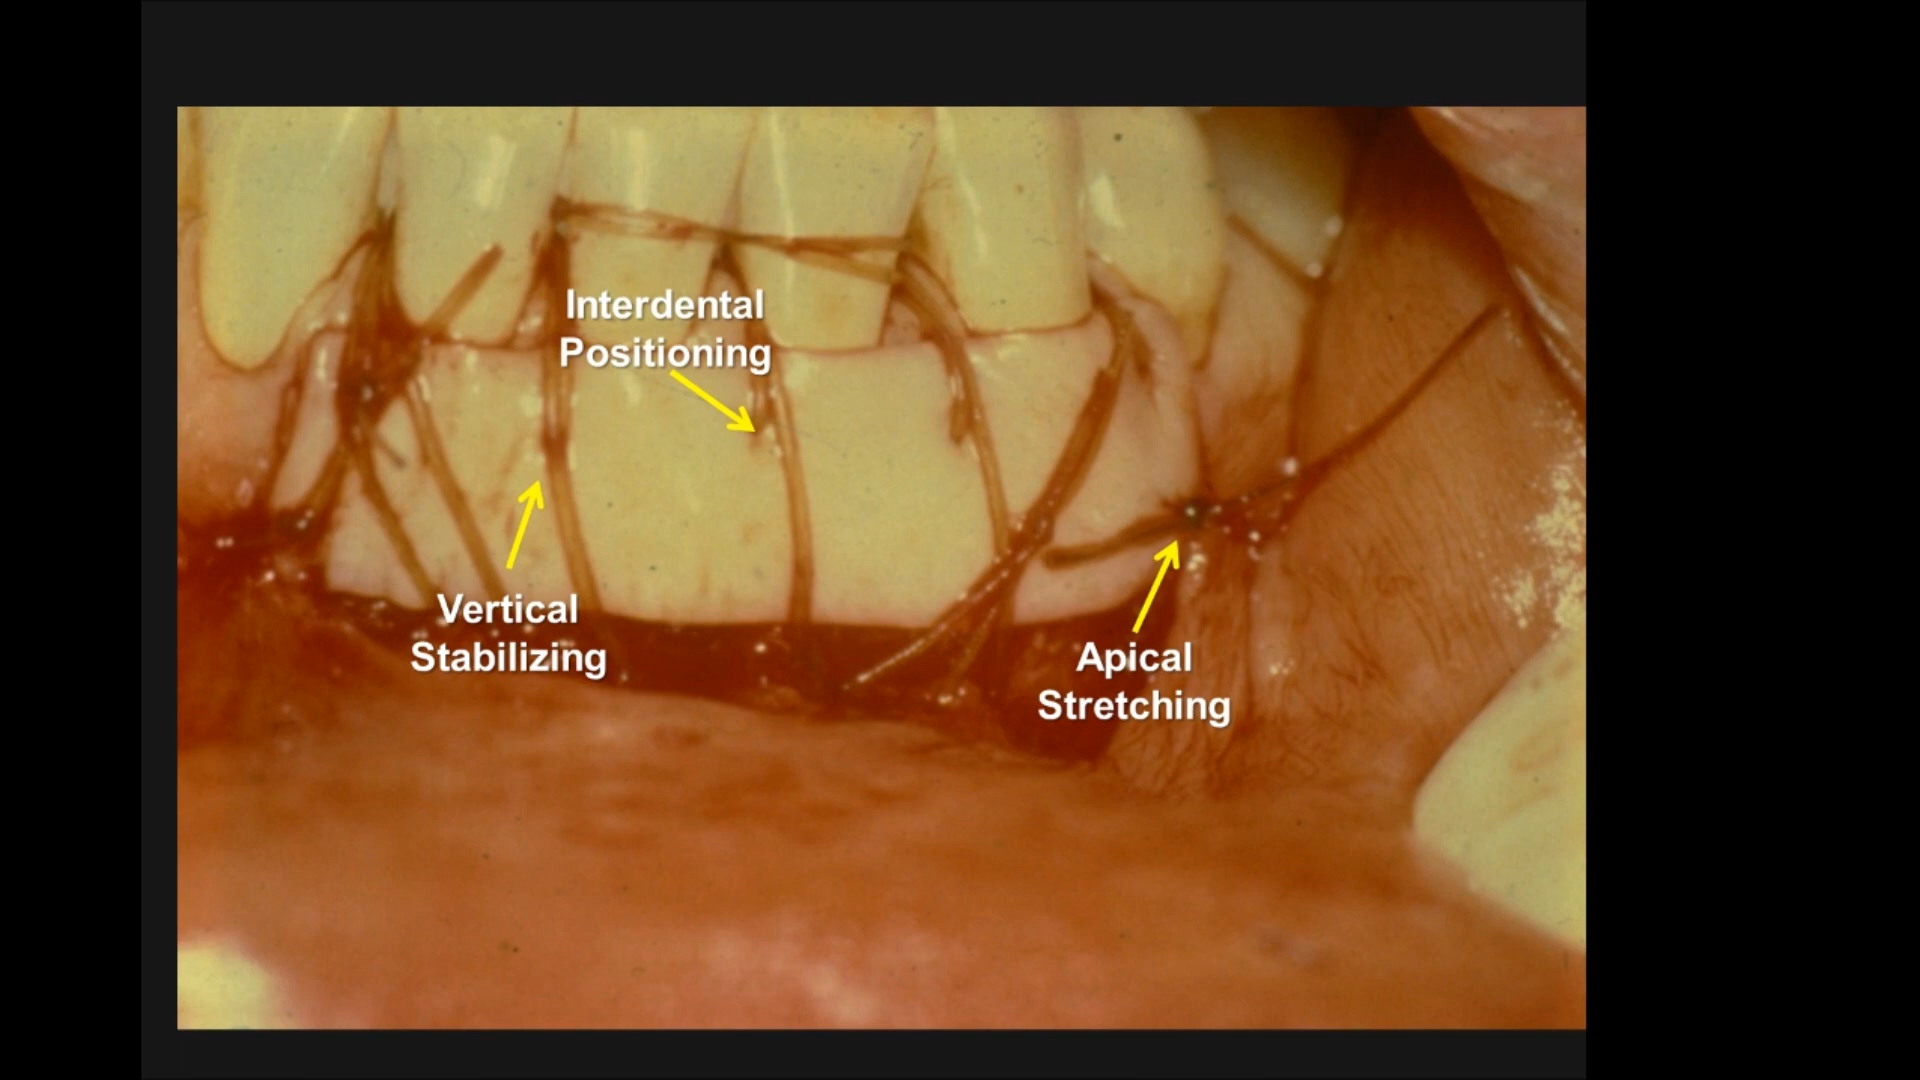 Interdental
Positioning
Vertical
Stabilizing
Apical
Stretching